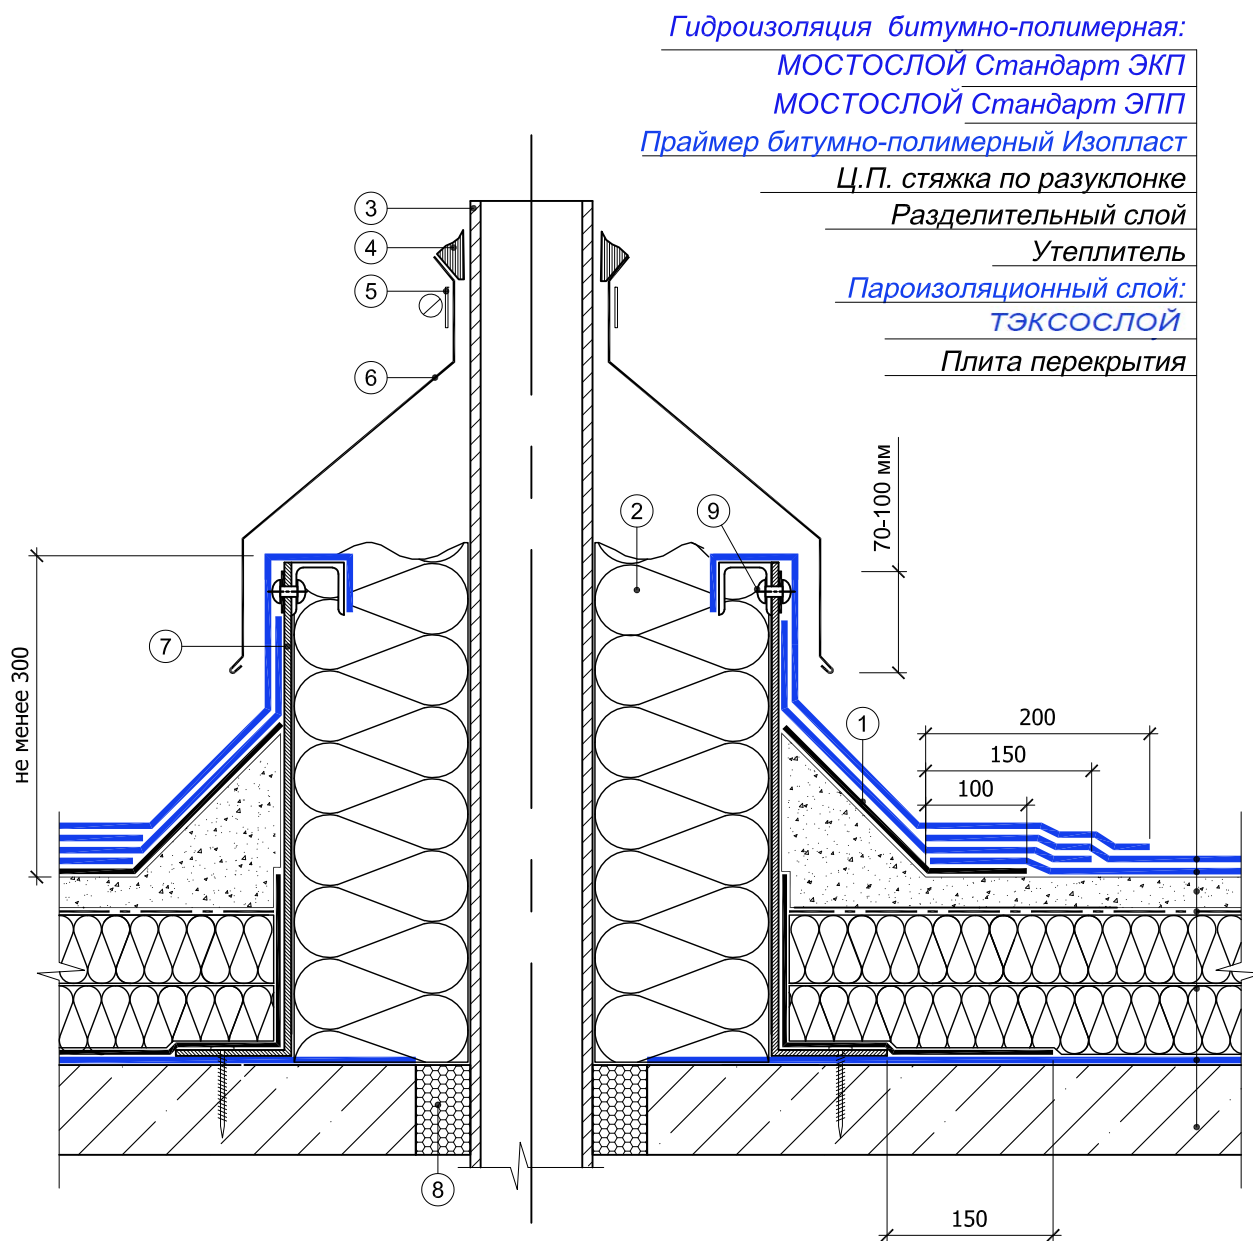 Гидроизоляция битумно-полимерная:
МОСТОСЛОЙ Стандарт ЭКП
МОСТОСЛОЙ Стандарт ЭПП
Праймер битумно-полимерный Изопласт
Ц.П. стяжка по разуклонке
Разделительный слой
Утеплитель
Пароизоляционный слой:
ТЭКСОСЛОЙ
Плита перекрытия
3
4
5
6
70-100 мм
2
9
7
не менее 300
1
200
150
100
8
150